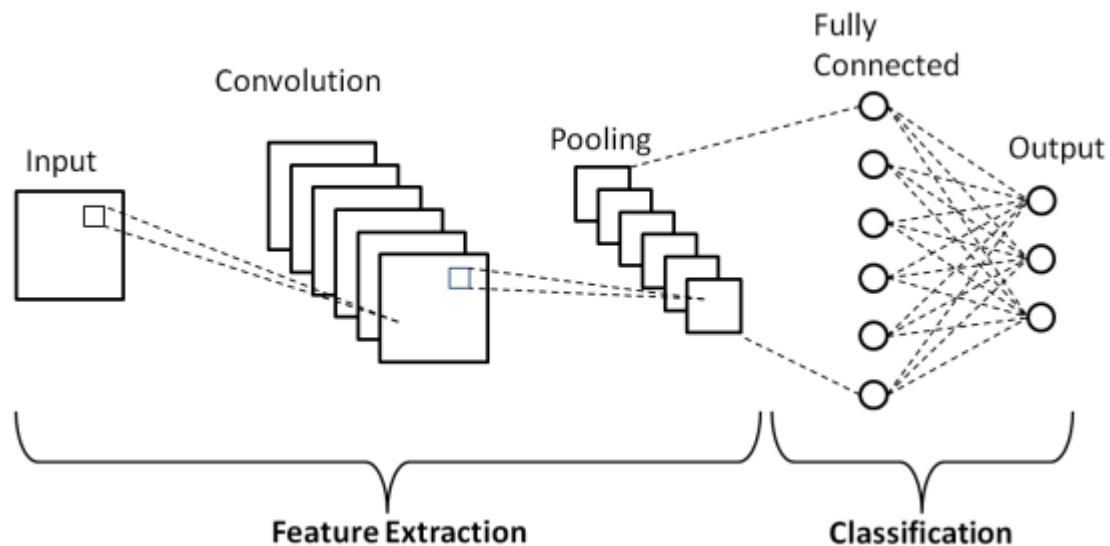 Input
Convolution
Pooling
Fully
Connected
Output
Feature Extraction
Classification